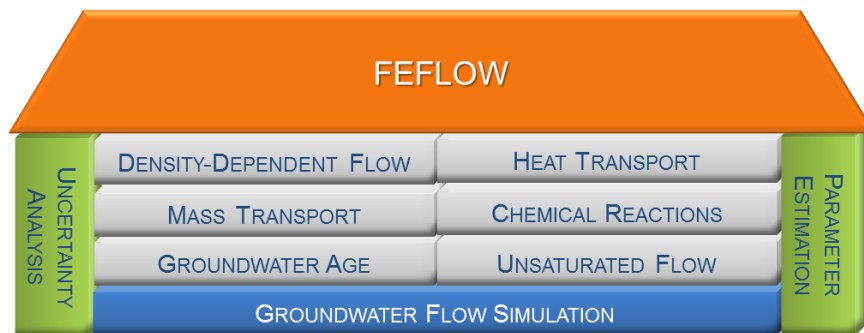 FEFLOW
UNCERTAINTY
ANALYSIS
DENSITY-DEPENDENT FLOW
HEAT TRANSPORT
MASS TRANSPORT
CHEMICAL REACTIONS
GROUNDWATER AGE
UNSATURATED FLOW
PARAMETER
ESTIMATION
GROUNDWATER FLOW SIMULATION